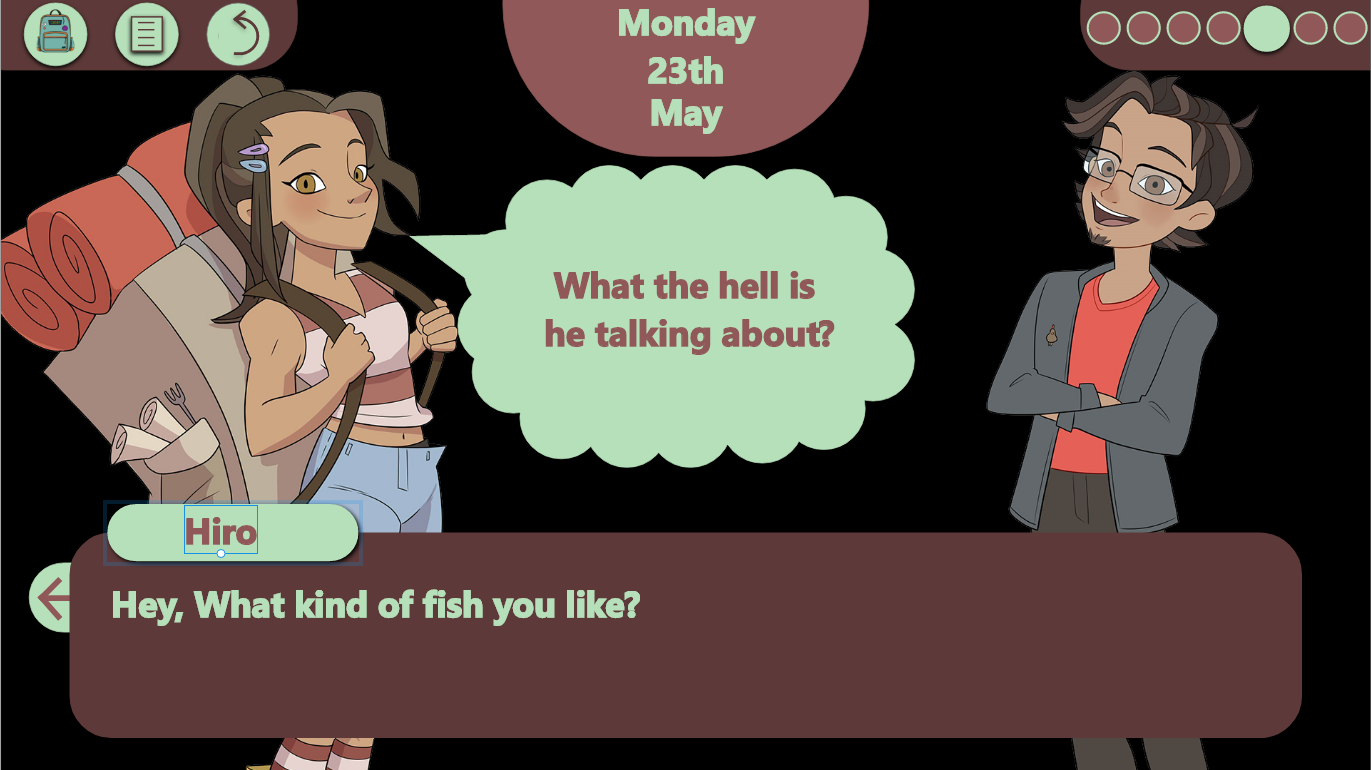 Monday
23th
May
What the hell is
he talking about?
Hiro
Hey, What kind of fish you like?